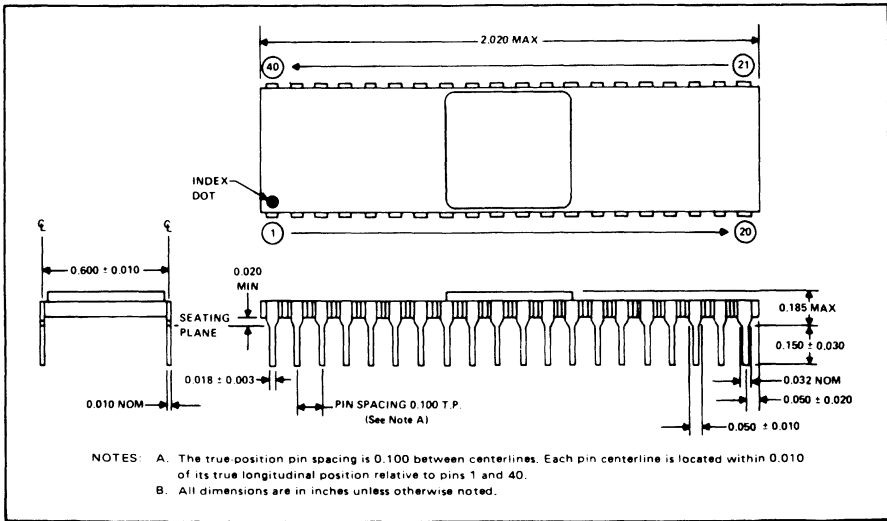 2.020 MAX
40
21
INDEX
DOT
1
20
℄
℄
0.600 ± 0.010
0.020
MIN
SEATING
PLANE
0.185 MAX
0.150 ± 0.030
0.018 ± 0.003
PIN SPACING 0.100 T.P.
(See Note A)
0.032 NOM
0.010 NOM
0.050 ± 0.020
0.050 ± 0.010
NOTES: A. The true-position pin spacing is 0.100 between centerlines. Each pin centerline is located within 0.010
of its true longitudinal position relative to pins 1 and 40.
B. All dimensions are in inches unless otherwise noted.